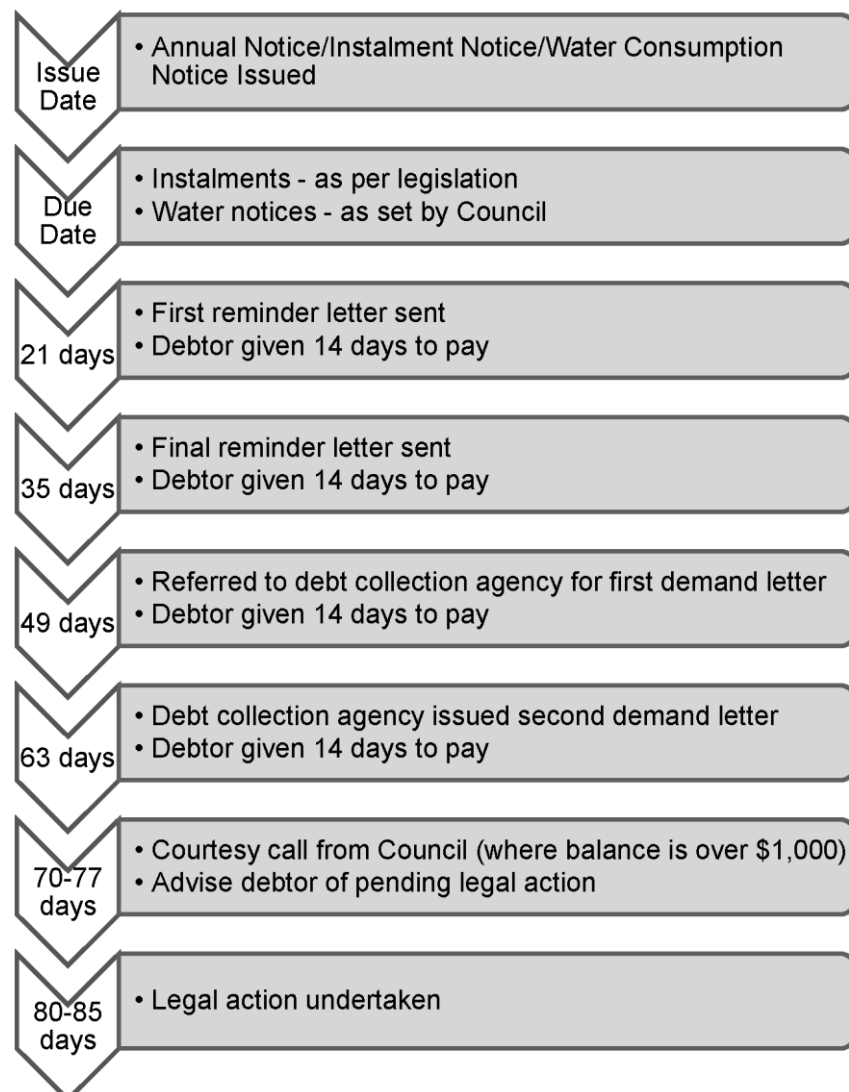 Issue
Date
• Annual Notice/Instalment Notice/Water Consumption
Notice Issued
Due
Date
• Instalments - as per legislation
• Water notices - as set by Council
21 days
• First reminder letter sent
• Debtor given 14 days to pay
35 days
• Final reminder letter sent
• Debtor given 14 days to pay
49 days
• Referred to debt collection agency for first demand letter
• Debtor given 14 days to pay
63 days
• Debt collection agency issued second demand letter
• Debtor given 14 days to pay
70-77
days
• Courtesy call from Council (where balance is over $1,000)
• Advise debtor of pending legal action
80-85
days
• Legal action undertaken